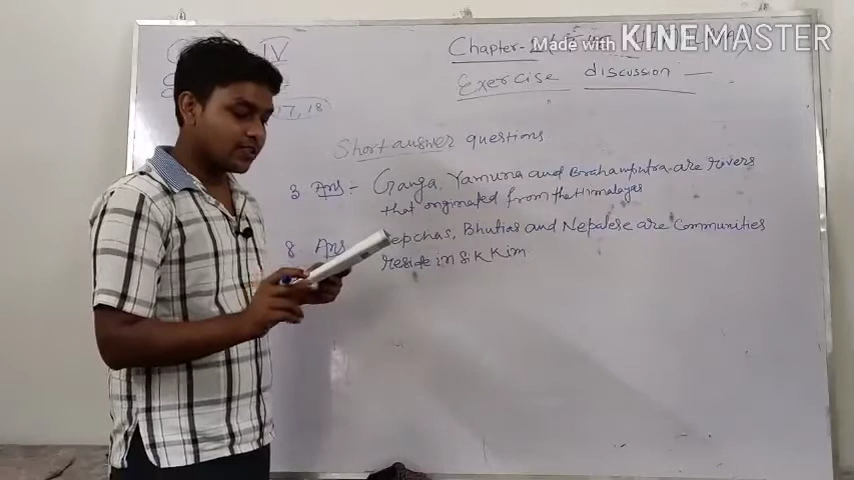 IV
Chapter-
Made with KINEMASTER
Exercise discussion —
17, 18
Short answer questions
3 Ans:- Ganga, Yamuna and Brahamputra are rivers
that originated from the Himalayas
8. Ans Lepchas, Bhutias and Nepalese are Communities
reside in Sikkim